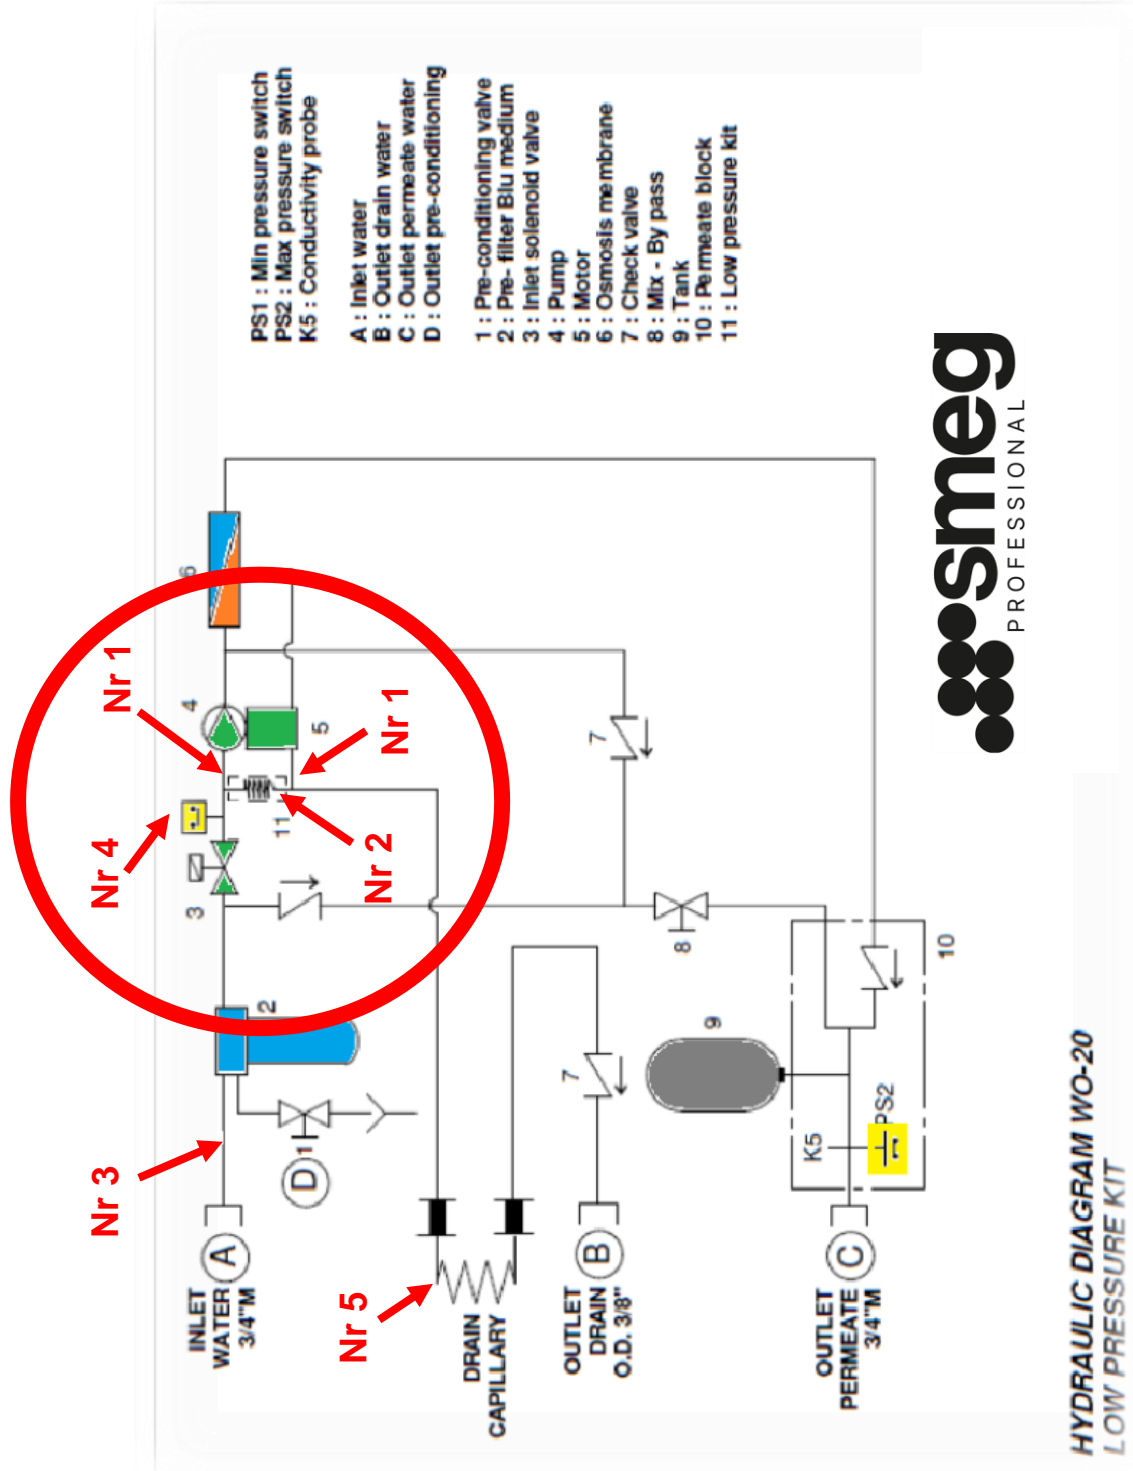 PS1 : Min pressure switch
PS2 : Max pressure switch
K5 : Conductivity probe
A : Inlet water
B : Outlet drain water
C : Outlet permeate water
D : Outlet pre-conditioning
1 : Pre-conditioning valve
2 : Pre- filter Blu medium
3 : Inlet solenoid valve
4 : Pump
5 : Motor
6 : Osmosis membrane
7 : Check valve
8 : Mix - By pass
9 : Tank
10 : Permeate block
11 : Low pressure kit
Nr 3
Nr 4
Nr 1
INLET
WATER
3/4"M
A
D
1
2
3
11
4
5
6
Nr 2
Nr 1
Nr 5
DRAIN
CAPILLARY
OUTLET
DRAIN
O.D. 3/8"
B
7
7
8
9
OUTLET
PERMEATE
3/4"M
C
K5
PS2
10
smeg
PROFESSIONAL
HYDRAULIC DIAGRAM WO-20
LOW PRESSURE KIT